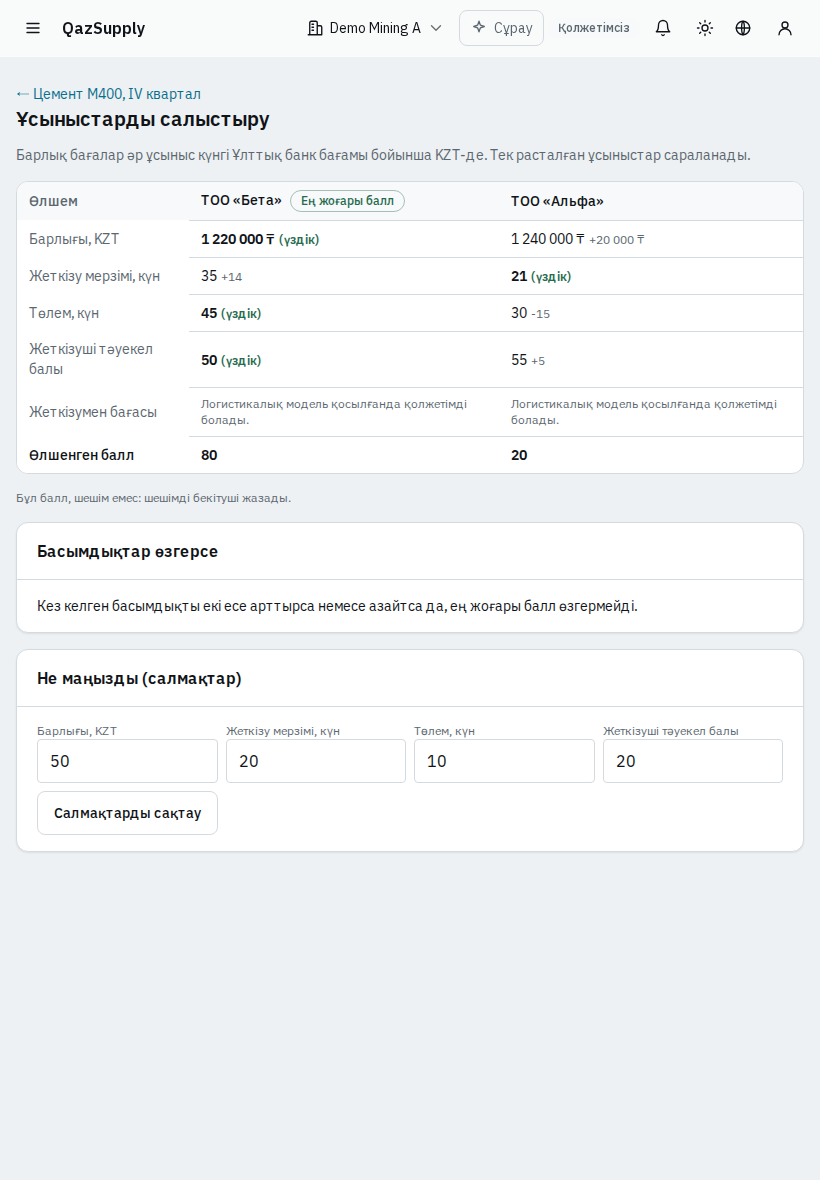 QazSupply
Demo Mining A
Сұрау
Қолжетімсіз
← Цемент М400, IV квартал
Ұсыныстарды салыстыру
Барлық бағалар әр ұсыныс күнгі Ұлттық банк бағамы бойынша KZT-де. Тек расталған ұсыныстар сараланады.
Өлшем ТОО «Бета» Ең жоғары балл ТОО «Альфа»
Барлығы, KZT 1 220 000 ₸ (үздік) 1 240 000 ₸ +20 000 ₸
Жеткізу мерзімі, күн 35 +14 21 (үздік)
Төлем, күн 45 (үздік) 30 -15
Жеткізуші тәуекел
балы 50 (үздік) 55 +5
Жеткізумен бағасы
Логистикалық модель қосылғанда қолжетімді
болады.
Логистикалық модель қосылғанда қолжетімді
болады.
Өлшенген балл 80 20
Бұл балл, шешім емес: шешімді бекітуші жазады.
Басымдықтар өзгерсе
Кез келген басымдықты екі есе арттырса немесе азайтса да, ең жоғары балл өзгермейді.
Не маңызды (салмақтар)
Барлығы, KZT Жеткізу мерзімі, күн Төлем, күн Жеткізуші тәуекел балы
50 20 10 20
Салмақтарды сақтау